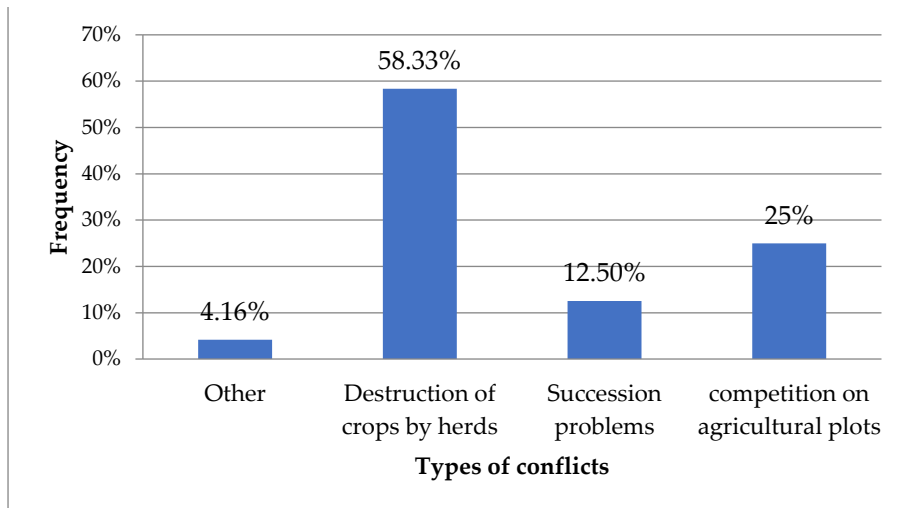 70%
58.33%
60%
50%
40%
30%
25%
20%
12.50%
10%
4.16%
0%
Frequency
Other
Destruction of
crops by herds
Succession
problems
competition on
agricultural plots
Types of conflicts